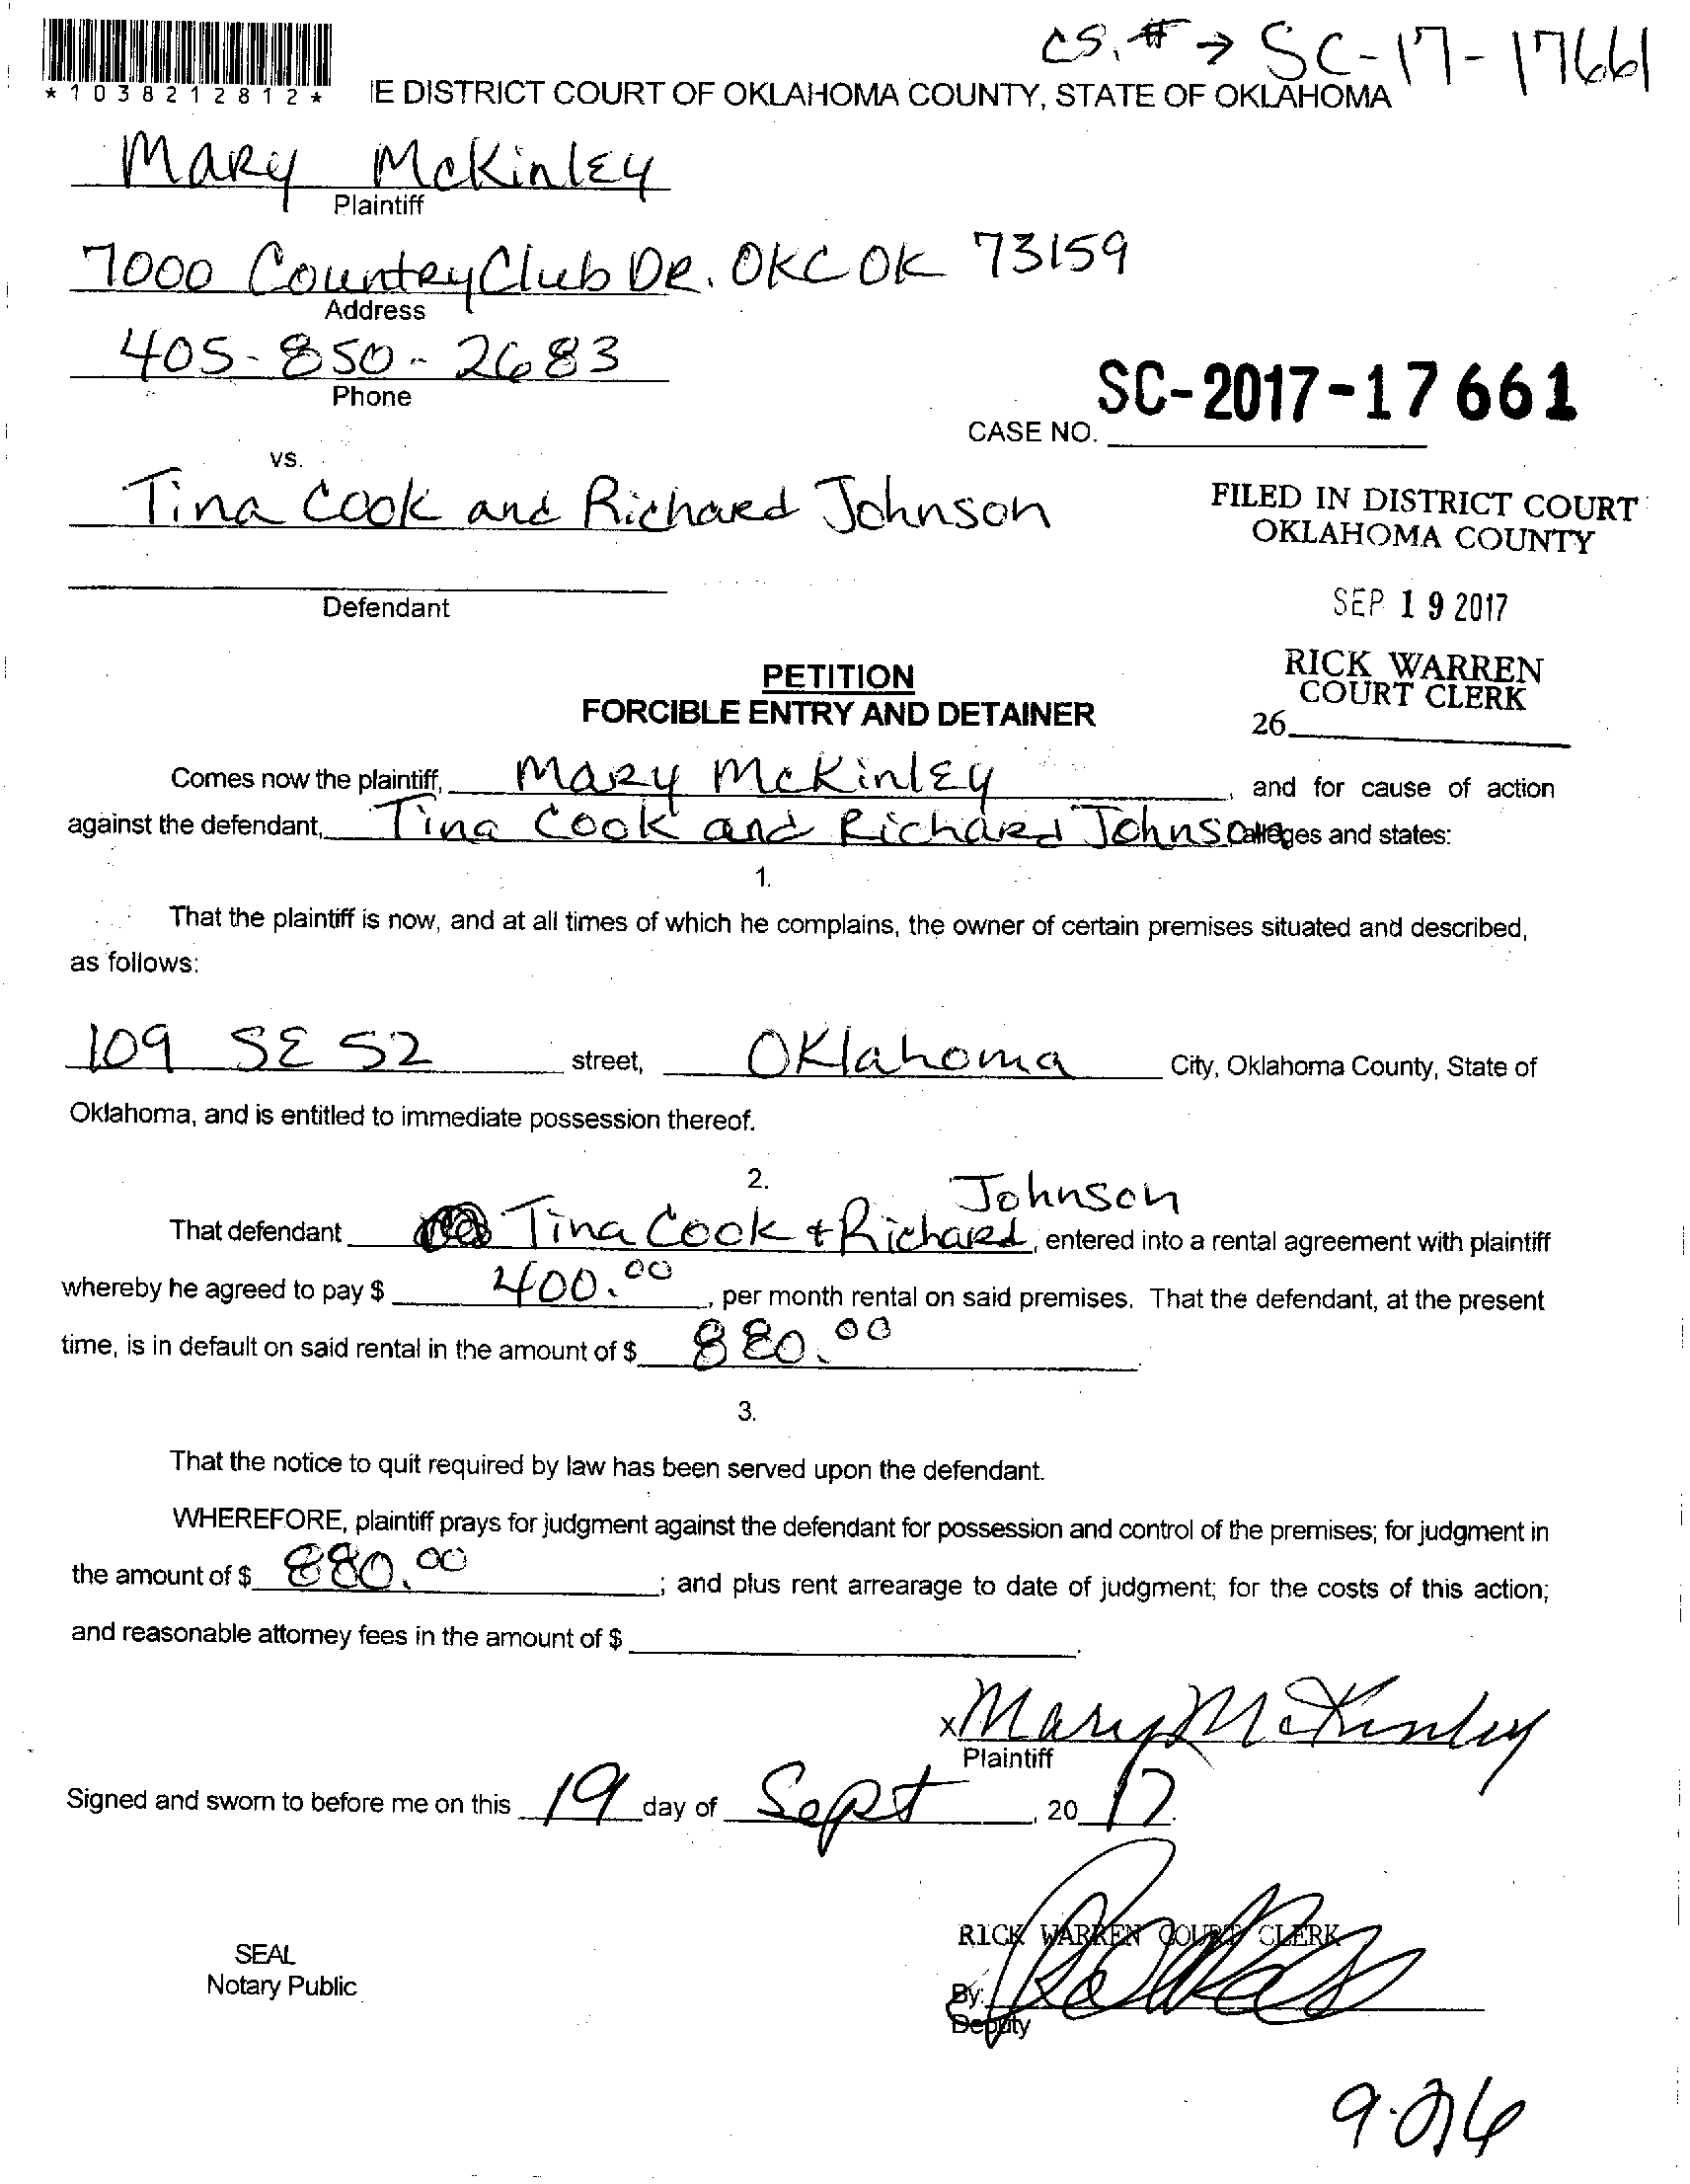 cs. # → SC-17-17661
*1038212812*
IE DISTRICT COURT OF OKLAHOMA COUNTY, STATE OF OKLAHOMA
Mary McKinley
Plaintiff
7000 Country Club Dr. OKC OK 73159
Address
405-850-2683
Phone
SC-2017-17661
CASE NO.
vs.
Tina Cook and Richard Johnson
Defendant
FILED IN DISTRICT COURT
OKLAHOMA COUNTY
SEP 19 2017
RICK WARREN
COURT CLERK
26
PETITION
FORCIBLE ENTRY AND DETAINER
Comes now the plaintiff, Mary McKinley, and for cause of action
against the defendant, Tina Cook and Richard Johnson alleges and states:
1.
That the plaintiff is now, and at all times of which he complains, the owner of certain premises situated and described,
as follows:
109 SE 52 street, Oklahoma City, Oklahoma County, State of
Oklahoma, and is entitled to immediate possession thereof.
2.
Johnson
That defendant Tina Cook + Richard, entered into a rental agreement with plaintiff
whereby he agreed to pay $ 400.00, per month rental on said premises. That the defendant, at the present
time, is in default on said rental in the amount of $ 880.00.
3.
That the notice to quit required by law has been served upon the defendant.
WHEREFORE, plaintiff prays for judgment against the defendant for possession and control of the premises; for judgment in
the amount of $ 880.00; and plus rent arrearage to date of judgment; for the costs of this action;
and reasonable attorney fees in the amount of $ .
x Mary McKinley
Plaintiff
Signed and sworn to before me on this 19 day of Sept, 20 17.
RICK WARREN COURT CLERK
SEAL
Notary Public
By:
Deputy